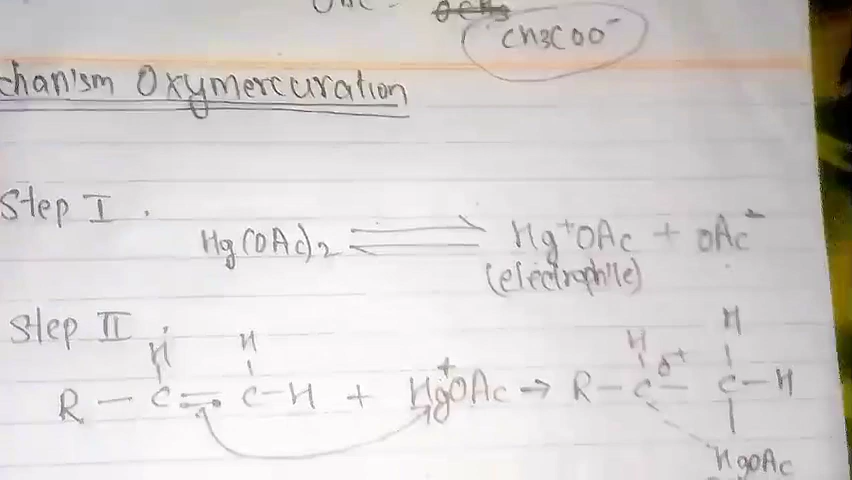 CH3COO⁻
chanism Oxymercuration
Step I .
Hg(OAc)2 ⇌ Hg⁺OAc + OAc⁻
(electrophile)
Step II
H H H H
R — C = C — H + Hg⁺OAc → R — C δ+ — C — H
HgOAc